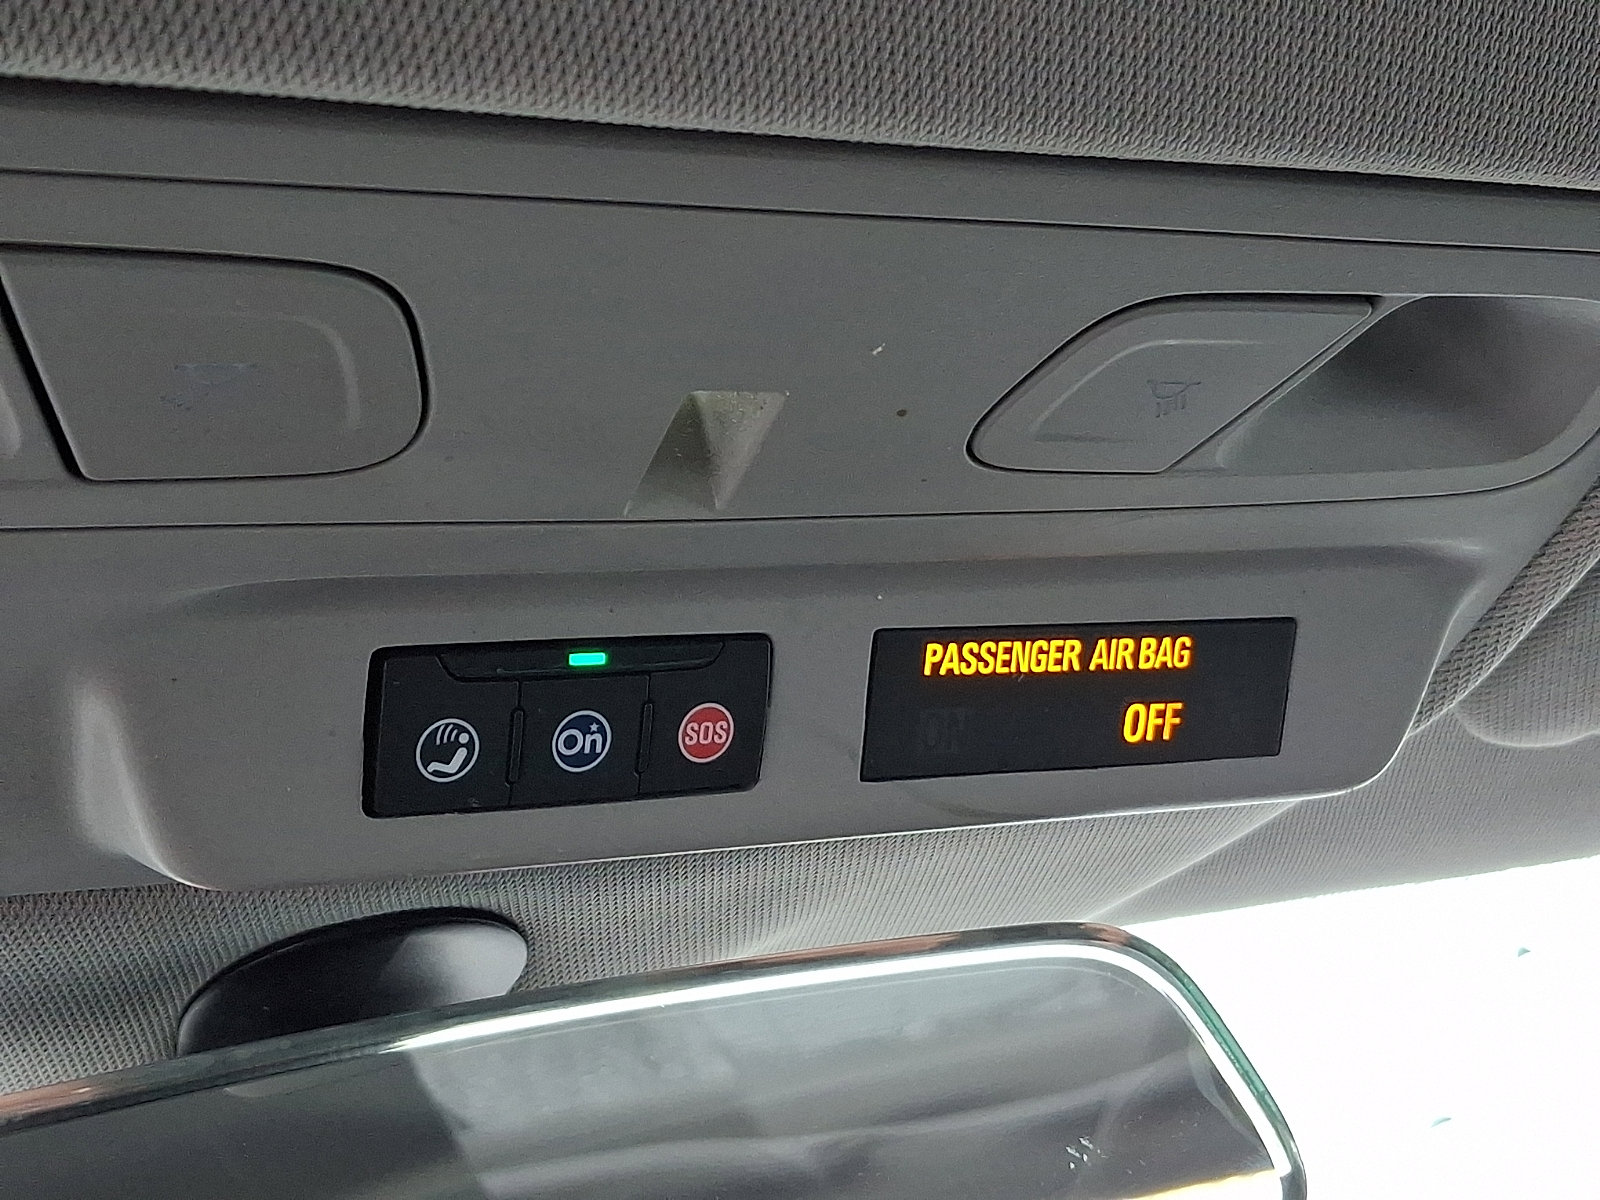 PASSENGER AIR BAG
OFF
On
SOS